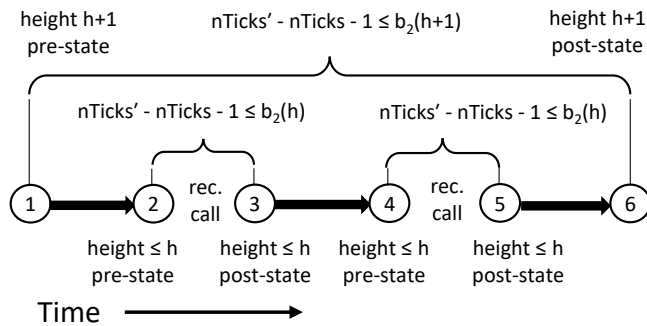 height h+1
pre-state
nTicks' - nTicks - 1 ≤ b₂(h+1)
height h+1
post-state
nTicks' - nTicks - 1 ≤ b₂(h)
nTicks' - nTicks - 1 ≤ b₂(h)
1
2
rec.
call
3
4
rec.
call
5
6
height ≤ h
pre-state
height ≤ h
post-state
height ≤ h
pre-state
height ≤ h
post-state
Time